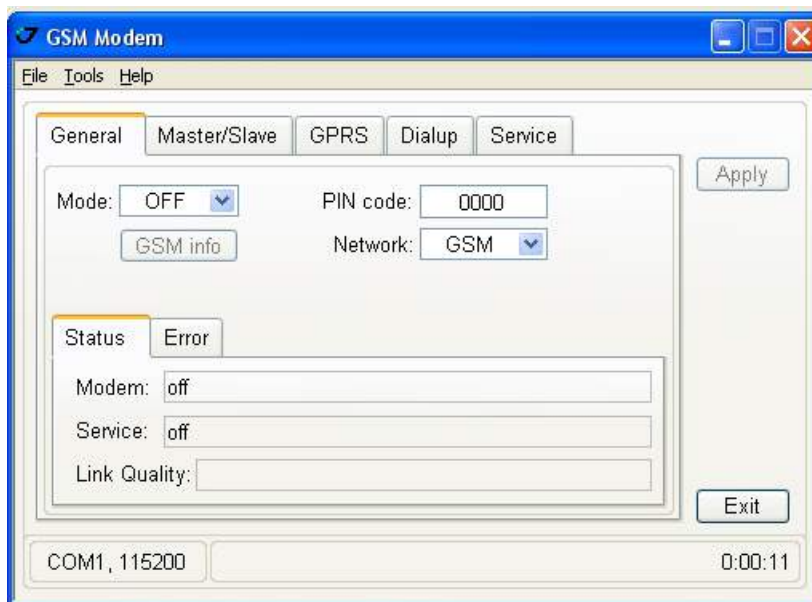 GSM Modem
File Tools Help
General Master/Slave GPRS Dialup Service
Apply
Mode: OFF PIN code: 0000
GSM info Network: GSM
Status Error
Modem: off
Service: off
Link Quality:
Exit
COM1, 115200 0:00:11